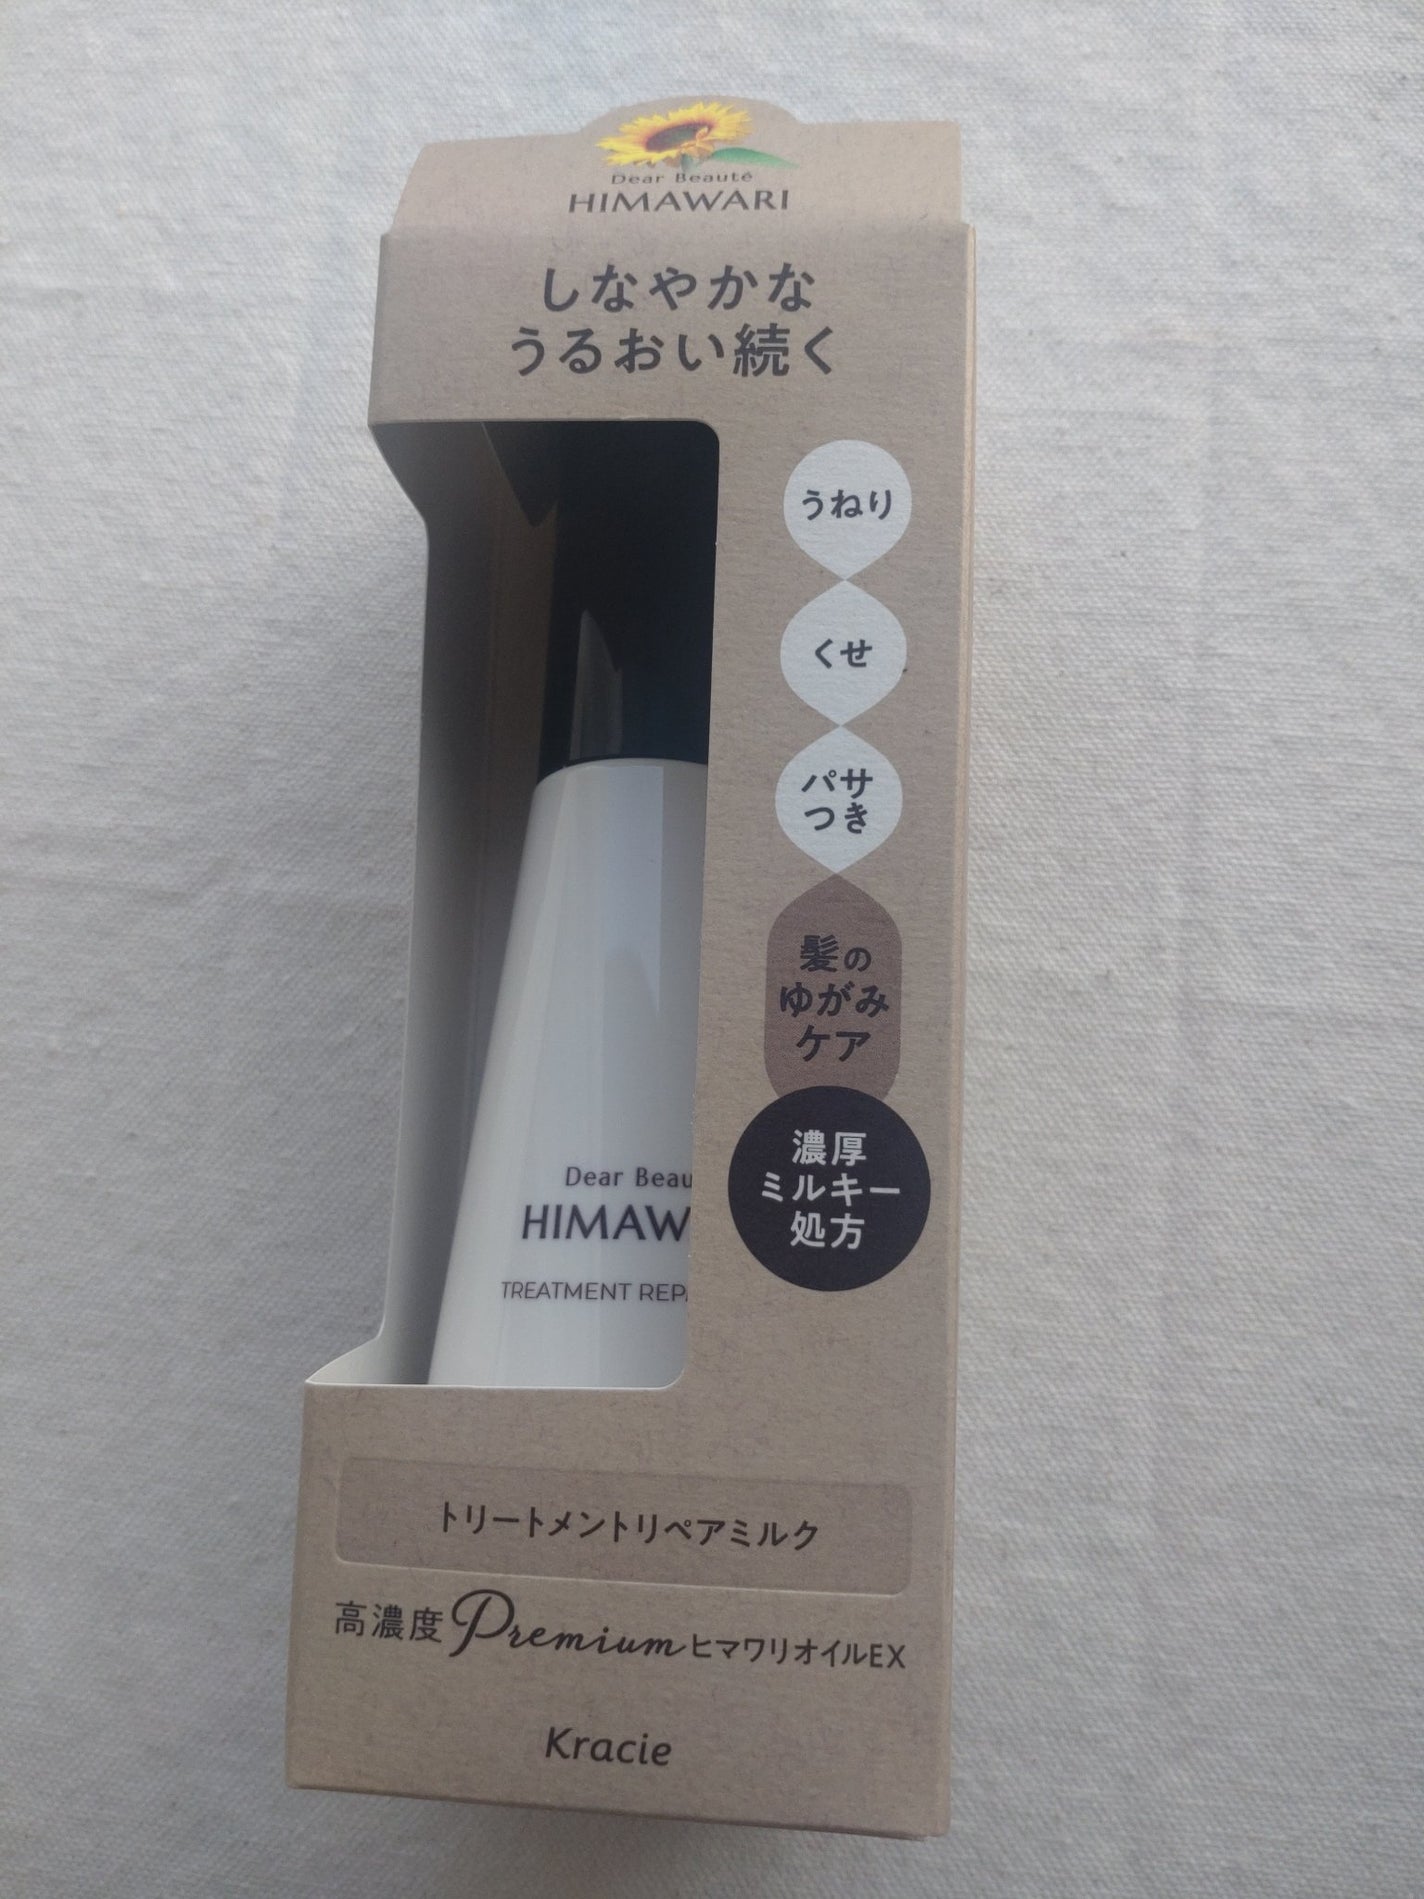 Dear Beauté
HIMAWARI
しなやかな
うるおい続く
うねり
くせ
パサ
つき
髪の
ゆがみ
ケア
濃厚
ミルキー
処方
Dear Beau
HIMAW
TREATMENT REP
トリートメントリペアミルク
高濃度Premiumヒマワリオイル EX
Kracie